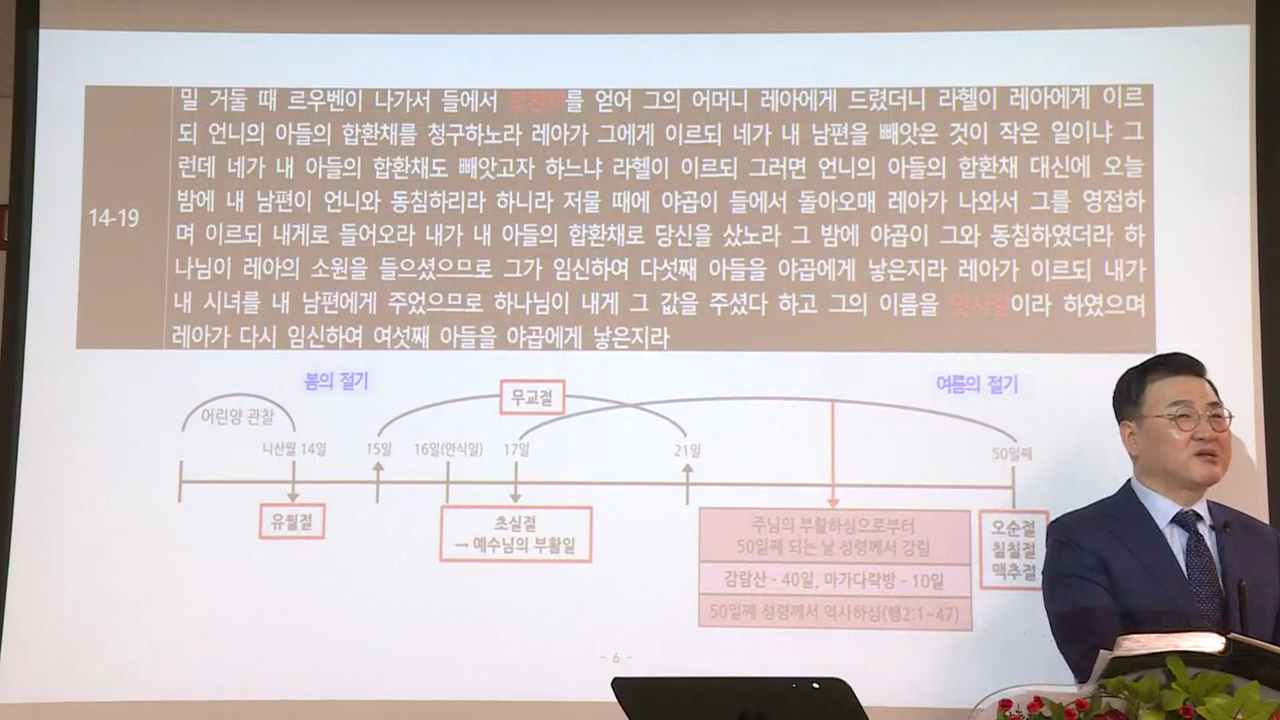 밀 거둘 때 르우벤이 나가서 들에서 합환채를 얻어 그의 어머니 레아에게 드렸더니 라헬이 레아에게 이르
되 언니의 아들의 합환채를 청구하노라 레아가 그에게 이르되 네가 내 남편을 빼앗은 것이 작은 일이냐 그
런데 네가 내 아들의 합환채도 빼앗고자 하느냐 라헬이 이르되 그러면 언니의 아들의 합환채 대신에 오늘
14-19
밤에 내 남편이 언니와 동침하리라 하니라 저물 때에 야곱이 들에서 돌아오매 레아가 나와서 그를 영접하
며 이르되 내게로 들어오라 내가 내 아들의 합환채로 당신을 샀노라 그 밤에 야곱이 그와 동침하였더라 하
나님이 레아의 소원을 들으셨으므로 그가 임신하여 다섯째 아들을 야곱에게 낳은지라 레아가 이르되 내가
내 시녀를 내 남편에게 주었으므로 하나님이 내게 그 값을 주셨다 하고 그의 이름을 잇사갈이라 하였으며
레아가 다시 임신하여 여섯째 아들을 야곱에게 낳은지라
봄의 절기
여름의 절기
무교절
어린양 관찰
니산월 14일
15일
16일(안식일)
17일
21일
50일째
유월절
초실절
→ 예수님의 부활일
주님의 부활하심으로부터
50일째 되는 날 성령께서 강림
감람산 - 40일, 마가다락방 - 10일
50일째 성령께서 역사하심(행2:1~47)
오순절
칠칠절
맥추절
- 6 -